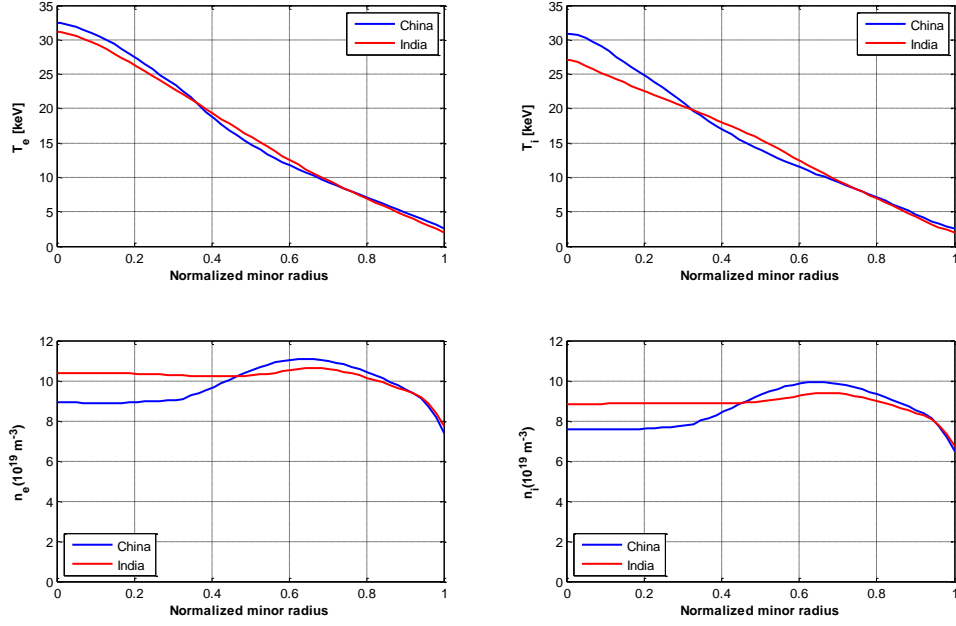 35
30
25
20
15
10
5
0
T_e [keV]
China
India
0 0.2 0.4 0.6 0.8 1
Normalized minor radius
35
30
25
20
15
10
5
0
T_i [keV]
China
India
0 0.2 0.4 0.6 0.8 1
Normalized minor radius
12
10
8
6
4
2
0
n_e(10^19 m^-3)
China
India
0 0.2 0.4 0.6 0.8 1
Normalized minor radius
12
10
8
6
4
2
0
n_i(10^19 m^-3)
China
India
0 0.2 0.4 0.6 0.8 1
Normalized minor radius